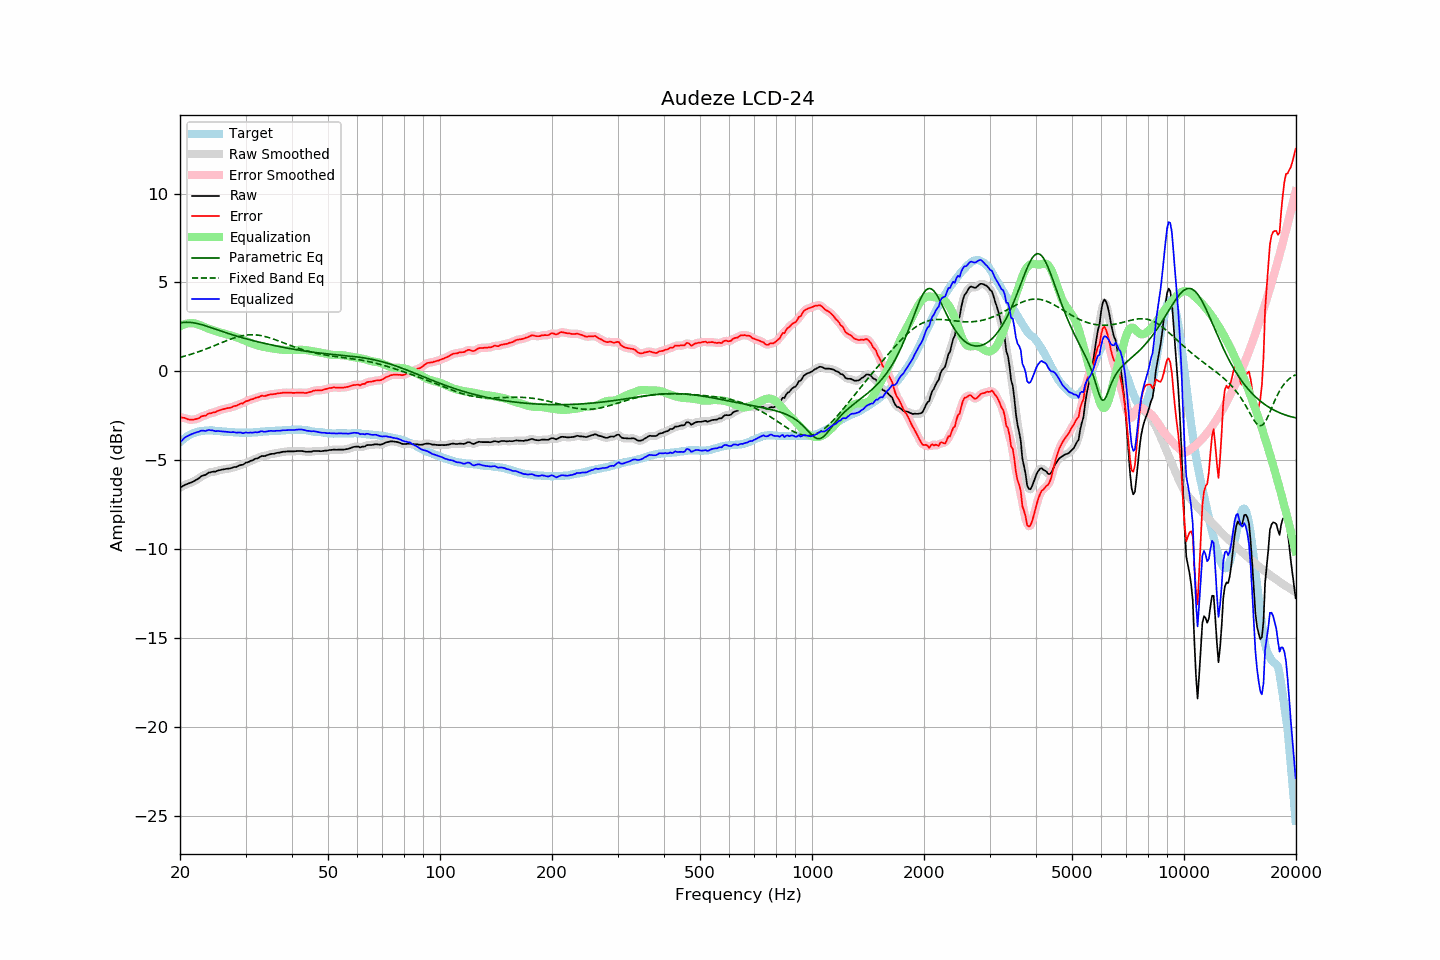 Audeze LCD-24
Target
Raw Smoothed
Error Smoothed
Raw
Error
Equalization
Parametric Eq
Fixed Band Eq
Equalized
10
5
0
−5
−10
−15
−20
−25
Amplitude (dBr)
20 50 100 200 500 1000 2000 5000 10000 20000
Frequency (Hz)